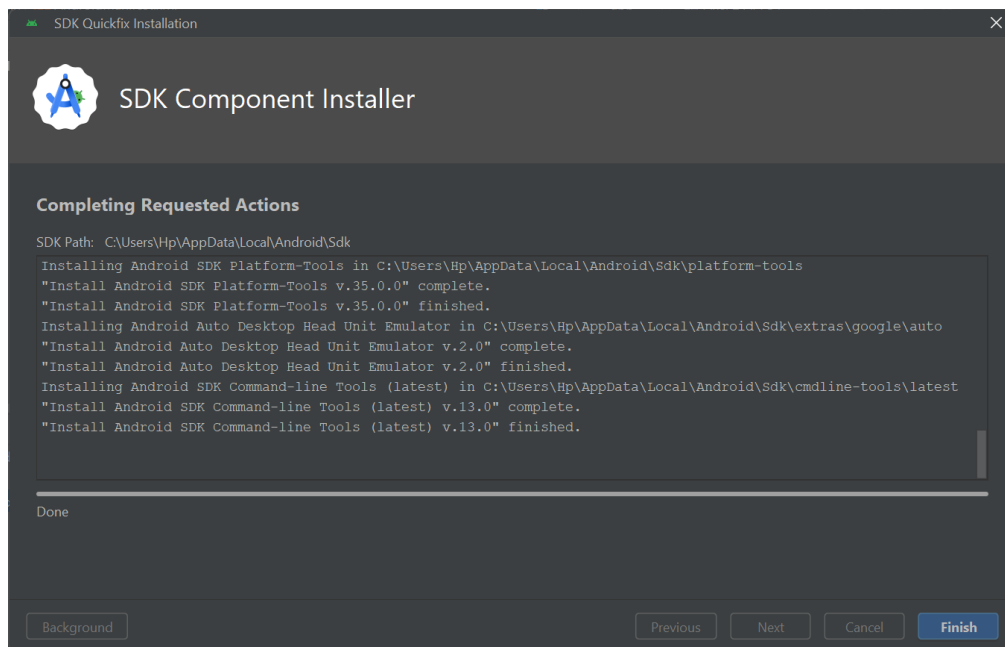 SDK Quickfix Installation
SDK Component Installer
Completing Requested Actions
SDK Path: C:\Users\Hp\AppData\Local\Android\Sdk
Installing Android SDK Platform-Tools in C:\Users\Hp\AppData\Local\Android\Sdk\platform-tools
"Install Android SDK Platform-Tools v.35.0.0" complete.
"Install Android SDK Platform-Tools v.35.0.0" finished.
Installing Android Auto Desktop Head Unit Emulator in C:\Users\Hp\AppData\Local\Android\Sdk\extras\google\auto
"Install Android Auto Desktop Head Unit Emulator v.2.0" complete.
"Install Android Auto Desktop Head Unit Emulator v.2.0" finished.
Installing Android SDK Command-line Tools (latest) in C:\Users\Hp\AppData\Local\Android\Sdk\cmdline-tools\latest
"Install Android SDK Command-line Tools (latest) v.13.0" complete.
"Install Android SDK Command-line Tools (latest) v.13.0" finished.
Done
Background Previous Next Cancel Finish